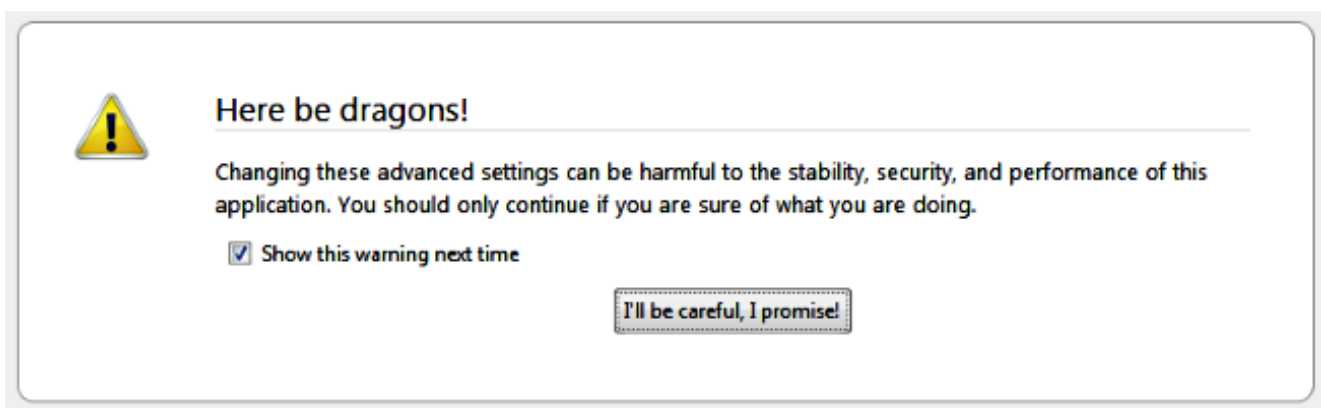 Here be dragons!
Changing these advanced settings can be harmful to the stability, security, and performance of this
application. You should only continue if you are sure of what you are doing.
Show this warning next time
I'll be careful, I promise!